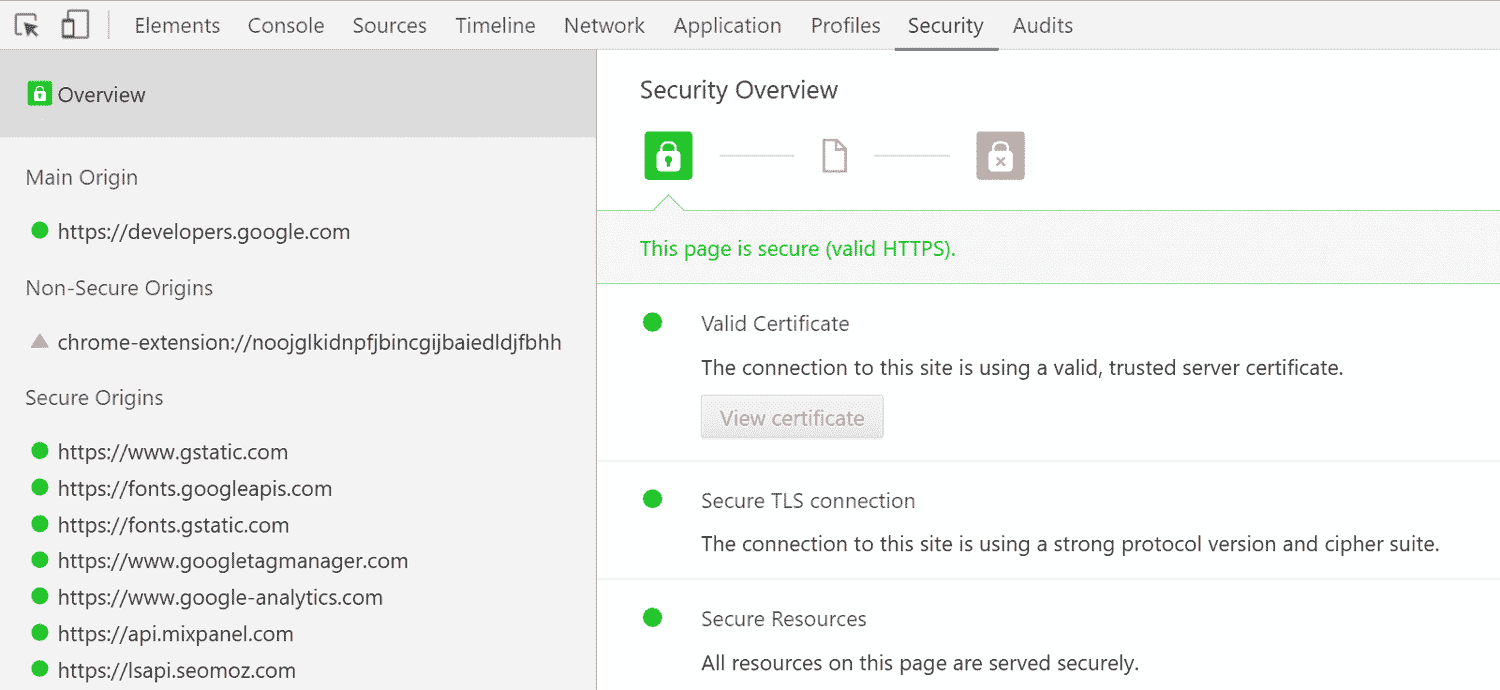 Elements Console Sources Timeline Network Application Profiles Security Audits
Overview
Main Origin
https://developers.google.com
Non-Secure Origins
chrome-extension://noojglkidnpfjbincgijbaiedldjfbhh
Secure Origins
https://www.gstatic.com
https://fonts.googleapis.com
https://fonts.gstatic.com
https://www.googletagmanager.com
https://www.google-analytics.com
https://api.mixpanel.com
https://lsapi.seomoz.com
Security Overview
This page is secure (valid HTTPS).
Valid Certificate
The connection to this site is using a valid, trusted server certificate.
View certificate
Secure TLS connection
The connection to this site is using a strong protocol version and cipher suite.
Secure Resources
All resources on this page are served securely.